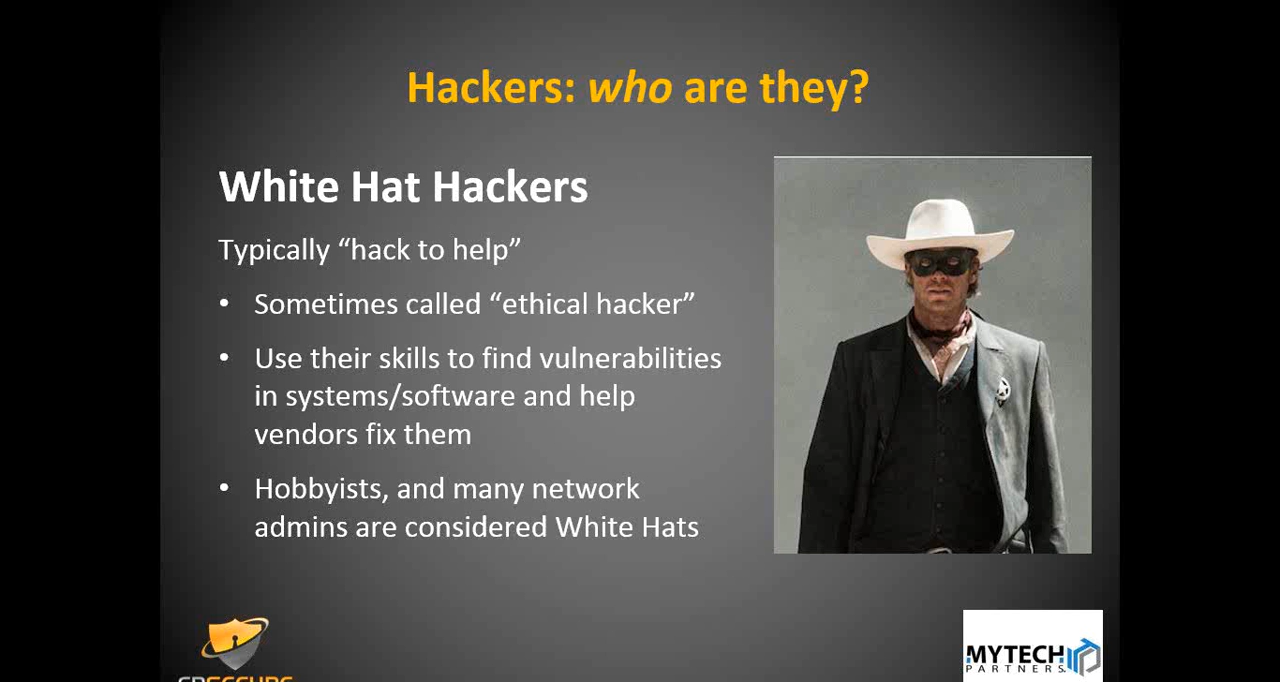 Hackers: who are they?
White Hat Hackers
Typically “hack to help”
• Sometimes called “ethical hacker”
• Use their skills to find vulnerabilities
in systems/software and help
vendors fix them
• Hobbyists, and many network
admins are considered White Hats
MYTECH
PARTNERS